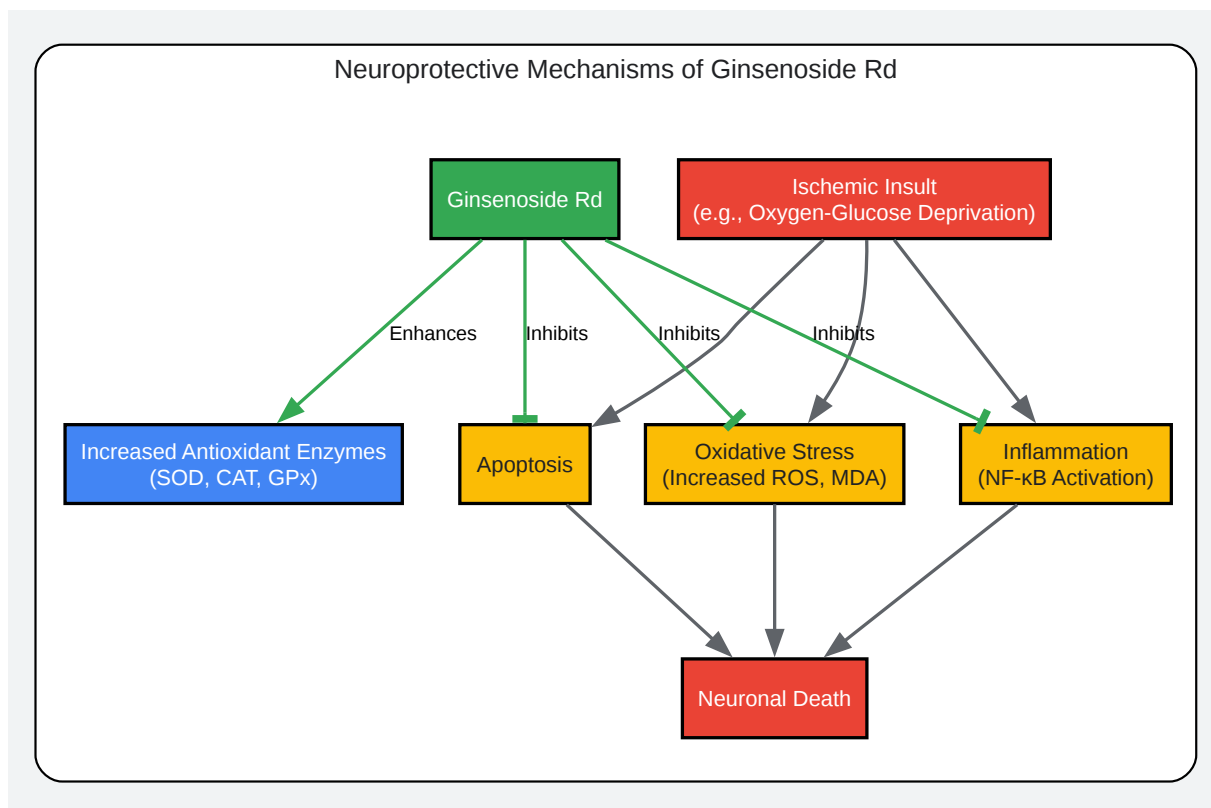 Neuroprotective Mechanisms of Ginsenoside Rd
Ginsenoside Rd
Ischemic Insult
(e.g., Oxygen-Glucose Deprivation)
Enhances
Inhibits
Inhibits
Inhibits
Increased Antioxidant Enzymes
(SOD, CAT, GPx)
Apoptosis
Oxidative Stress
(Increased ROS, MDA)
Inflammation
(NF-κB Activation)
Neuronal Death